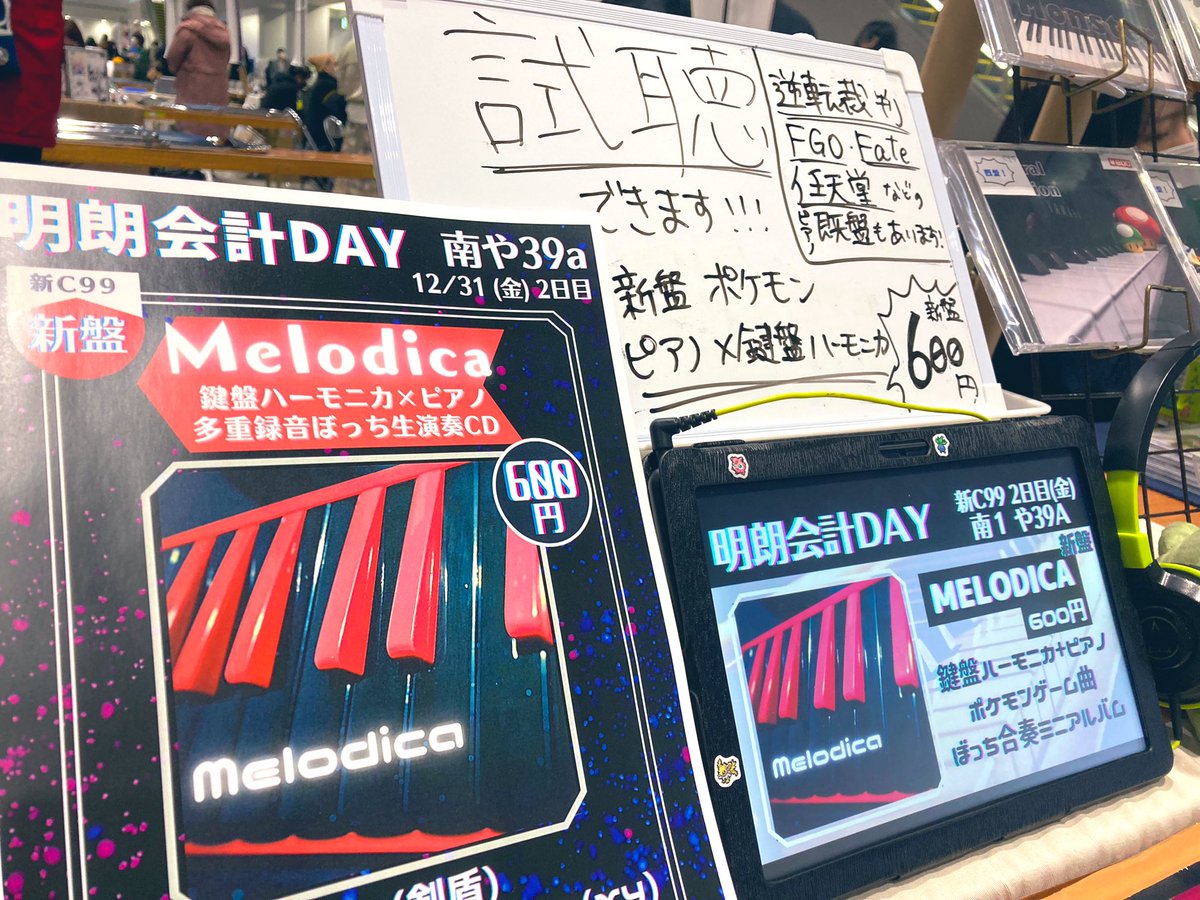 明朗会計DAY
南や39a
12/31 (金) 2日目
新C99
新盤
Melodica
鍵盤ハーモニカ×ピアノ
多重録音ぼっち生演奏CD
600
円
Melodica
(剣盾)
(XY)
試聴
できます!!!
逆転裁判
FGO・Fate
任天堂 などの
既盤もあります!
新盤 ポケモン
ピアノ×鍵盤ハーモニカ
新盤
600
円
明朗会計DAY
新C99 2日目(金)
南1 や39A
新盤
MELODICA
600円
鍵盤ハーモニカ+ピアノ
ポケモンゲーム曲
ぼっち合奏ミニアルバム
Melodica